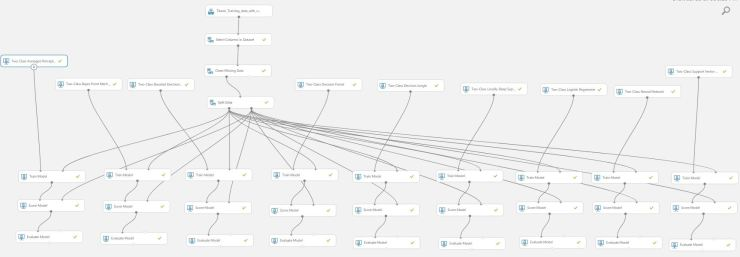 Select Columns in Dataset
Clean Missing Data
Two-Class Averaged Percept...
Two-Class Support Vector ...
Two-Class Bayes Point Mach...
Two-Class Boosted Decision...
Two-Class Decision Forest
Two-Class Decision Jungle
Two-Class Locally-Deep Sup...
Two-Class Logistic Regression
Two-Class Neural Network
Split Data
Train Model
Train Model
Train Model
Train Model
Train Model
Train Model
Train Model
Train Model
Train Model
Score Model
Score Model
Score Model
Score Model
Score Model
Score Model
Score Model
Score Model
Score Model
Evaluate Model
Evaluate Model
Evaluate Model
Evaluate Model
Evaluate Model
Evaluate Model
Evaluate Model
Evaluate Model
Evaluate Model